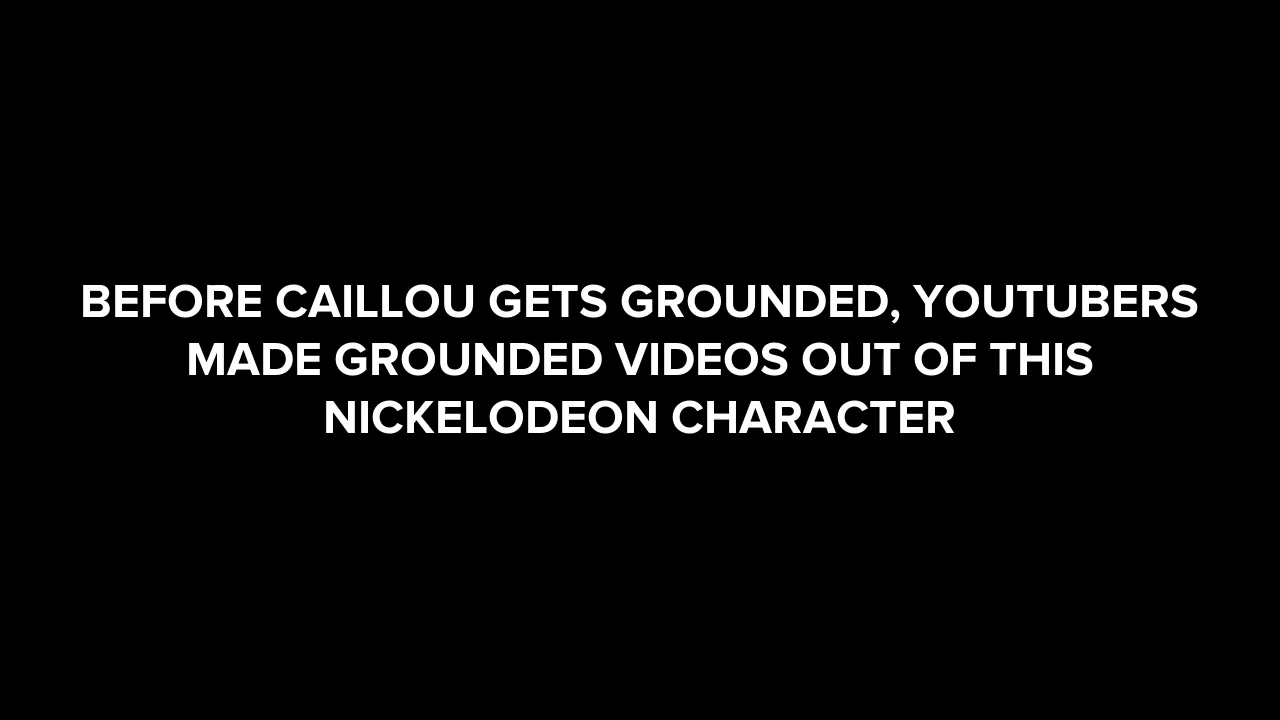 BEFORE CAILLOU GETS GROUNDED, YOUTUBERS
MADE GROUNDED VIDEOS OUT OF THIS
NICKELODEON CHARACTER